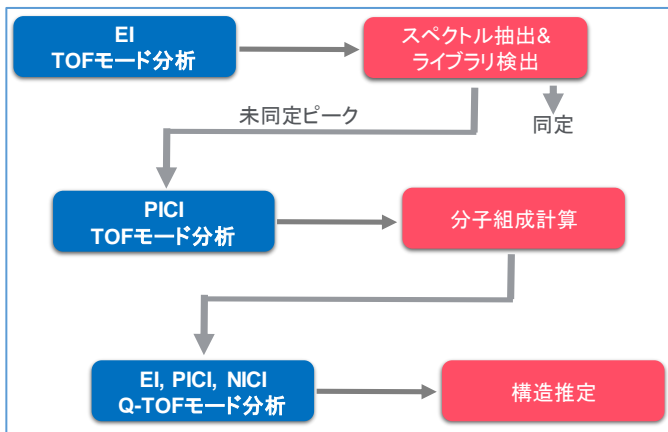 EI
TOFモード分析
スペクトル抽出&
ライブラリ検出
未同定ピーク
同定
PICI
TOFモード分析
分子組成計算
EI, PICI, NICI
Q-TOFモード分析
構造推定